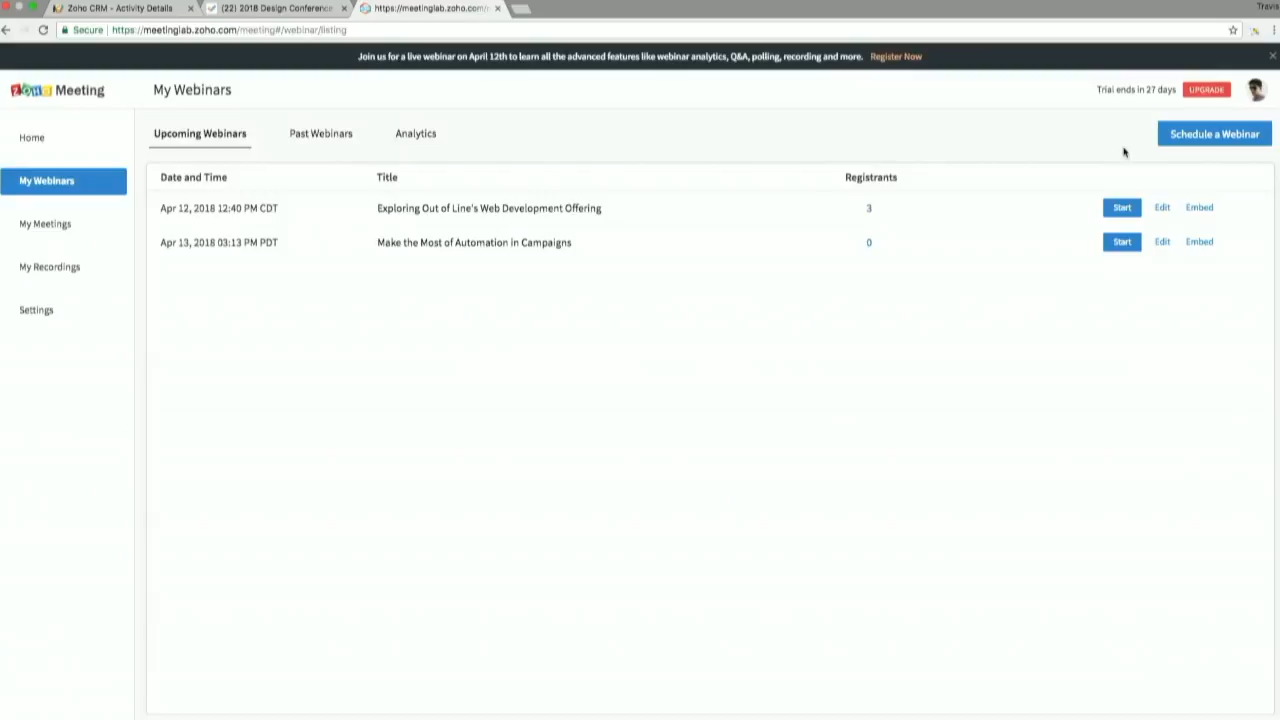 Zoho CRM - Activity Details
(22) 2018 Design Conference
https://meetinglab.zoho.com/
Travis
Secure
https://meetinglab.zoho.com/meeting#/webinar/listing
Join us for a live webinar on April 12th to learn all the advanced features like webinar analytics, Q&A, polling, recording and more. Register Now
ZOHO Meeting
My Webinars
Trial ends in 27 days
UPGRADE
Home
My Webinars
My Meetings
My Recordings
Settings
Upcoming Webinars
Past Webinars
Analytics
Schedule a Webinar
Date and Time Title Registrants
Apr 12, 2018 12:40 PM CDT Exploring Out of Line's Web Development Offering 3 Start Edit Embed
Apr 13, 2018 03:13 PM PDT Make the Most of Automation in Campaigns 0 Start Edit Embed